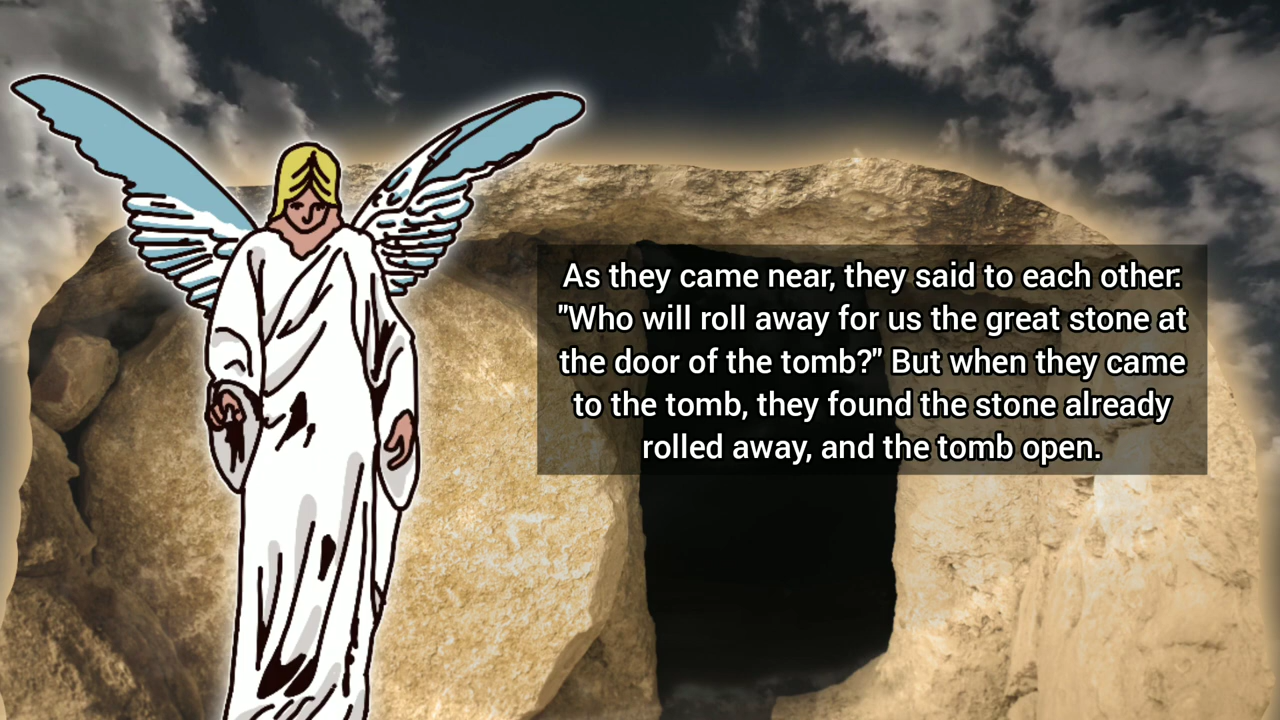 As they came near, they said to each other:
"Who will roll away for us the great stone at
the door of the tomb?" But when they came
to the tomb, they found the stone already
rolled away, and the tomb open.